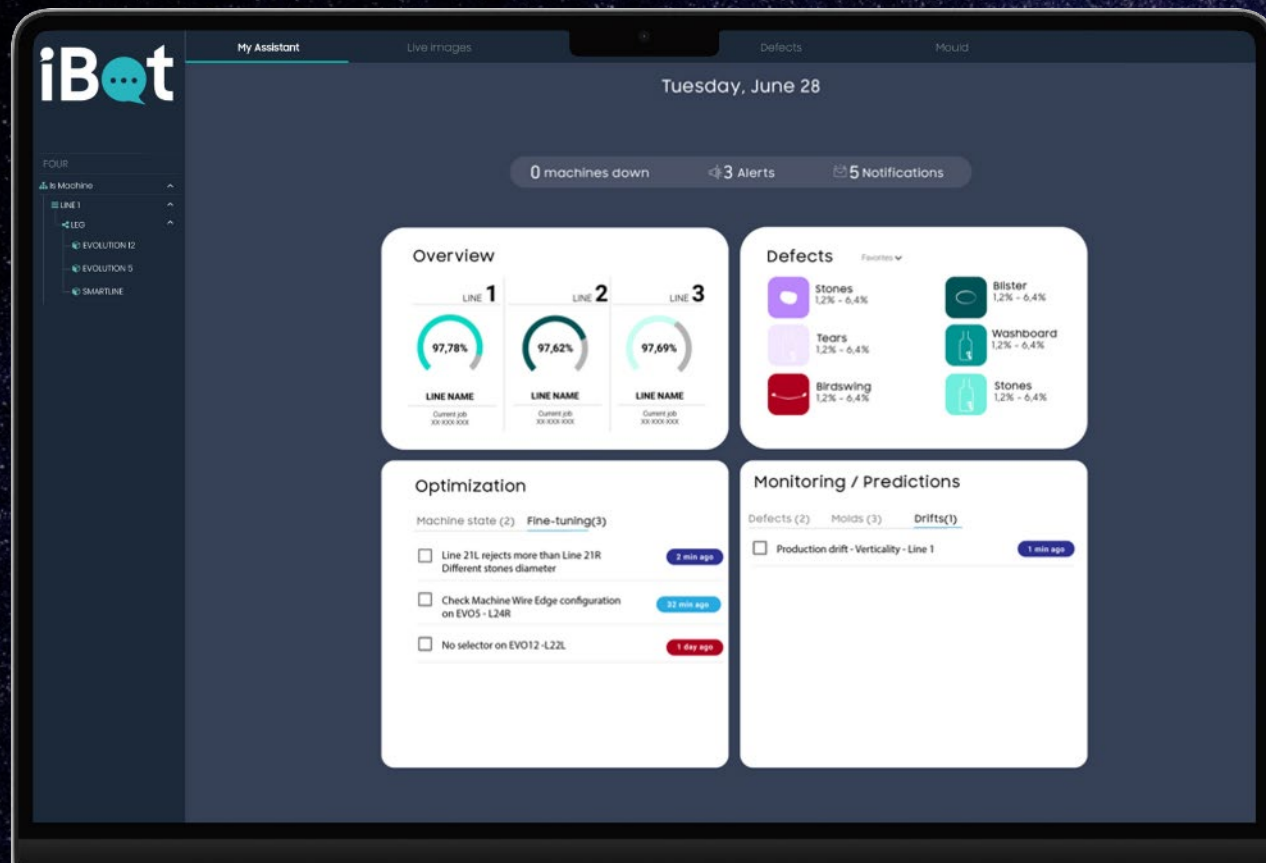 iBot
My Assistant
Live images
Defects
Mould
Tuesday, June 28
0 machines down
3 Alerts
5 Notifications
FOUR
Is Machine
LINE 1
LEG
EVOLUTION 12
EVOLUTION 5
SMARTLINE
Overview
LINE 1
LINE 2
LINE 3
97,78%
97,62%
97,69%
LINE NAME
LINE NAME
LINE NAME
Current job
XX-XXX-XXX
Current job
XX-XXX-XXX
Current job
XX-XXX-XXX
Defects
Favorites
Stones
1,2% - 6,4%
Blister
1,2% - 6,4%
Tears
1,2% - 6,4%
Washboard
1,2% - 6,4%
Birdswing
1,2% - 6,4%
Stones
1,2% - 6,4%
Optimization
Machine state (2) Fine-tuning(3)
Line 21L rejects more than Line 21R
Different stones diameter
2 min ago
Check Machine Wire Edge configuration
on EVO5 - L24R
32 min ago
No selector on EVO12 -L22L
1 day ago
Monitoring / Predictions
Defects (2) Molds (3) Drifts(1)
Production drift - Verticality - Line 1
1 min ago